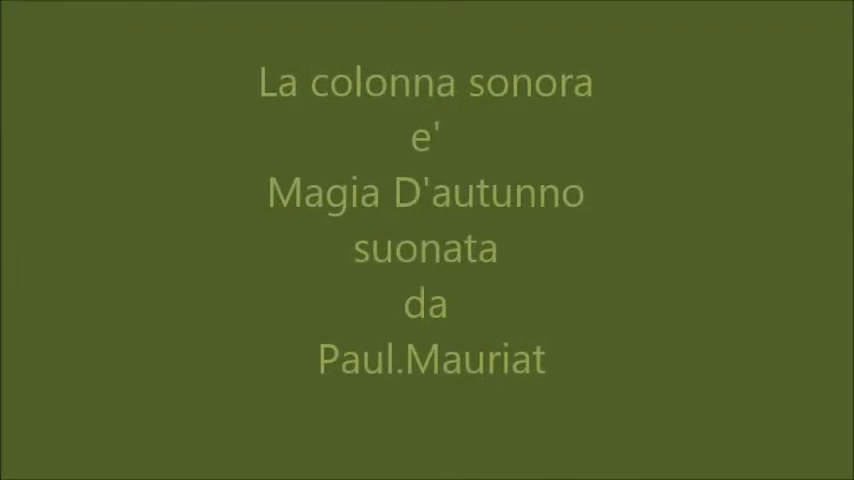 La colonna sonora
e'
Magia D'autunno
suonata
da
Paul.Mauriat